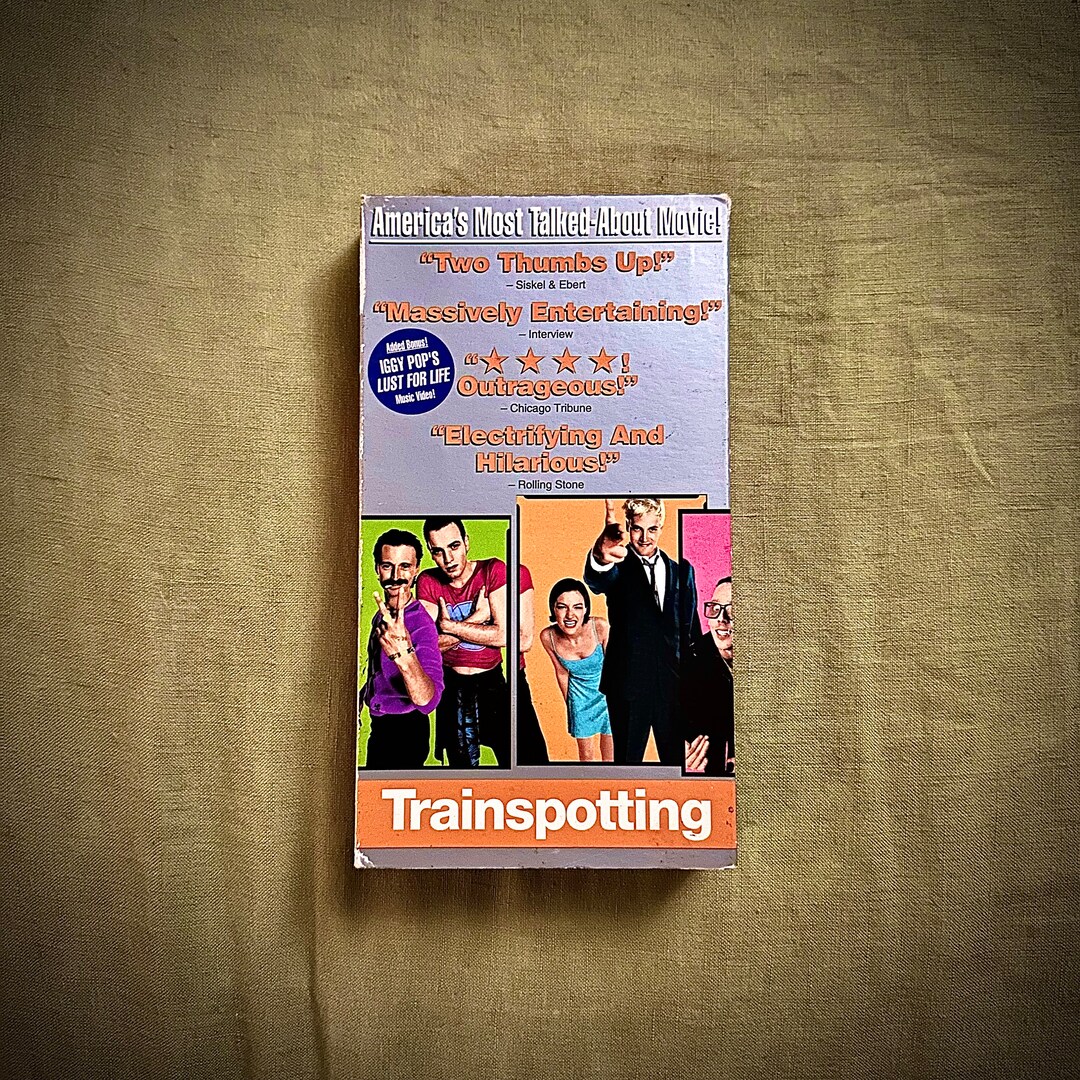 America's Most Talked-About Movie!
“Two Thumbs Up!”
– Siskel & Ebert
“Massively Entertaining!”
– Interview
Added Bonus!
IGGY POP'S
LUST FOR LIFE
Music Video!
“★ ★ ★ ★!
Outrageous!”
– Chicago Tribune
“Electrifying And
Hilarious!”
– Rolling Stone
Trainspotting